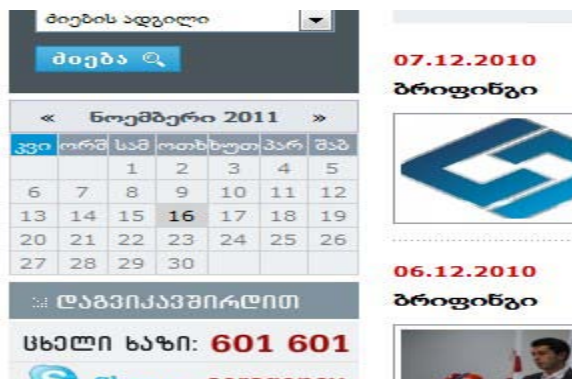 ძიების ადგილი
ძიება
« ნოემბერი 2011 »
კვი ორშ სამ ოთხ ხუთ პარ შაბ
1 2 3 4 5
6 7 8 9 10 11 12
13 14 15 16 17 18 19
20 21 22 23 24 25 26
27 28 29 30
დაგვიკავშირდით
ცხელი ხაზი: 601 601
07.12.2010
ბრიფინგი
06.12.2010
ბრიფინგი